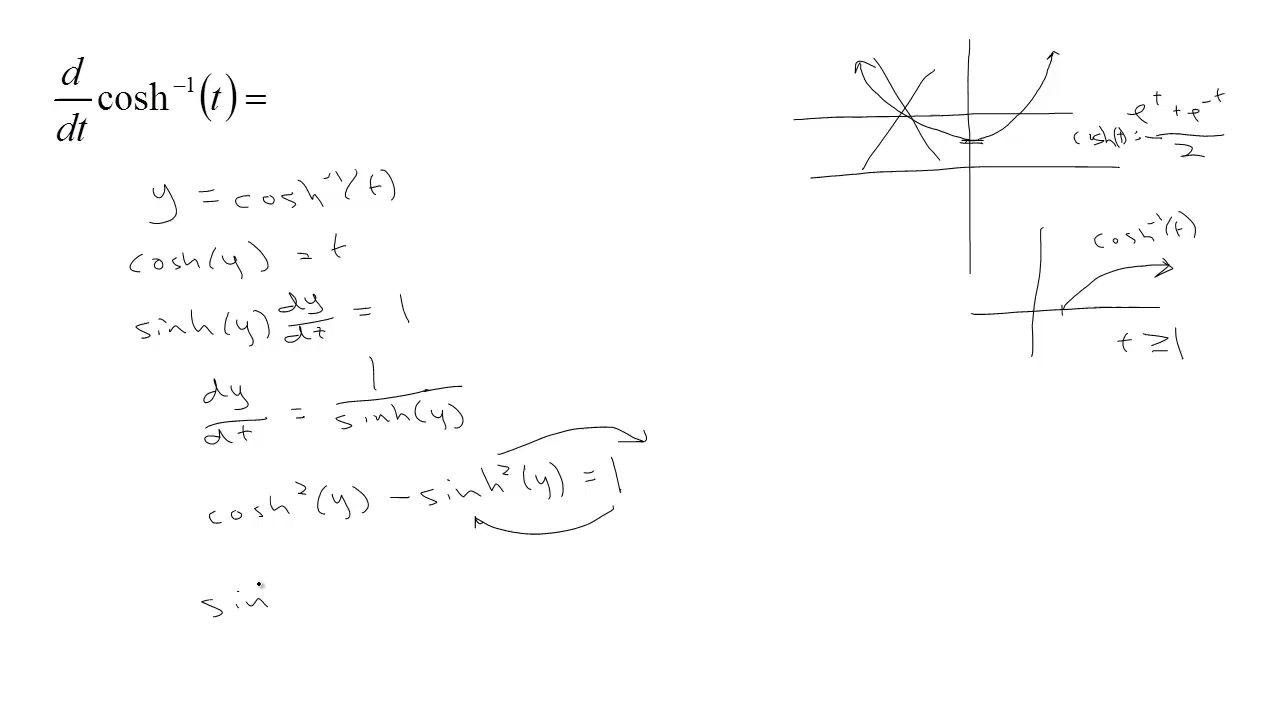 d/dt cosh⁻¹(t) =
y = cosh⁻¹(t)
cosh(y) = t
sinh(y) dy/dt = 1
dy/dt = 1/sinh(y)
cosh²(y) − sinh²(y) = 1
sin
cosh(t) = (e^t + e^-t)/2
cosh⁻¹(t)
t ≥ 1